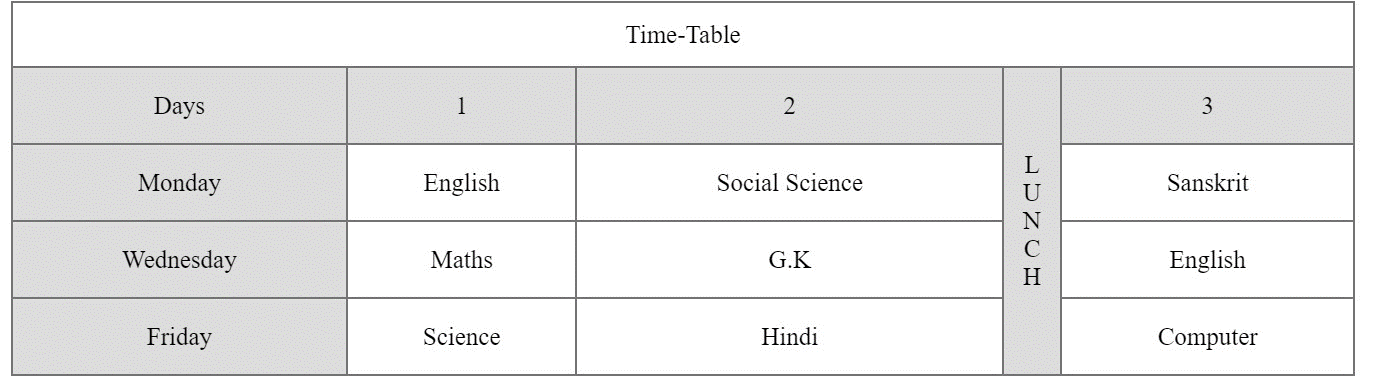 Time-Table
Days 1 2 L U N C H 3
Monday English Social Science Sanskrit
Wednesday Maths G.K English
Friday Science Hindi Computer